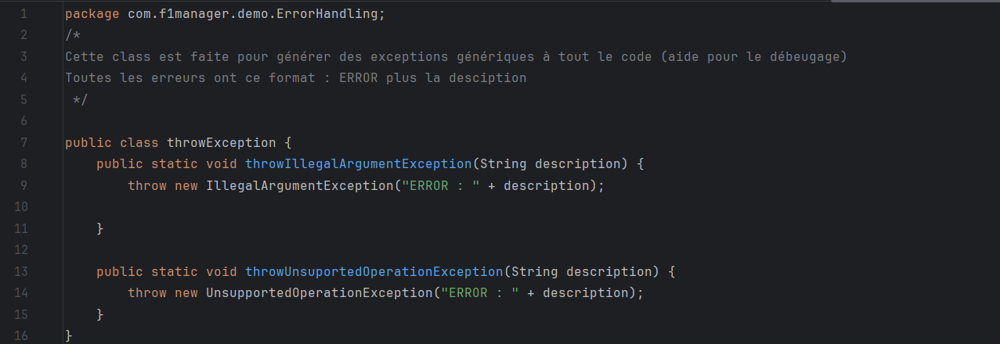 1 package com.f1manager.demo.ErrorHandling;
2 /*
3 Cette class est faite pour générer des exceptions génériques à tout le code (aide pour le débeugage)
4 Toutes les erreurs ont ce format : ERROR plus la desciption
5 */
6
7 public class throwException {
8 public static void throwIllegalArgumentException(String description) {
9 throw new IllegalArgumentException("ERROR : " + description);
10
11 }
12
13 public static void throwUnsuportedOperationException(String description) {
14 throw new UnsupportedOperationException("ERROR : " + description);
15 }
16 }